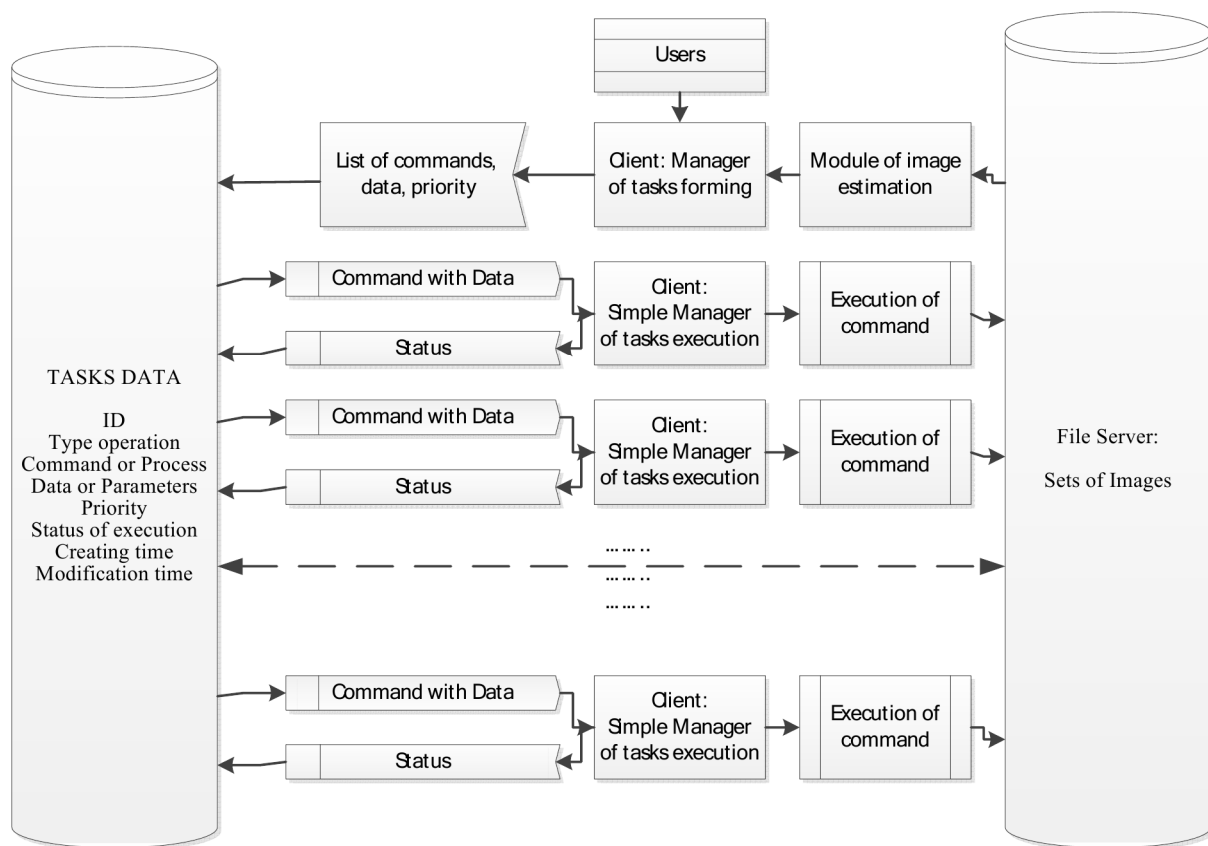 Users
List of commands,
data, priority
Client: Manager
of tasks forming
Module of image
estimation
Command with Data
Status
Client:
Simple Manager
of tasks execution
Execution of
command
TASKS DATA
ID
Type operation
Command or Process
Data or Parameters
Priority
Status of execution
Creating time
Modification time
Command with Data
Status
Client:
Simple Manager
of tasks execution
Execution of
command
File Server:
Sets of Images
........
........
........
Command with Data
Status
Client:
Simple Manager
of tasks execution
Execution of
command